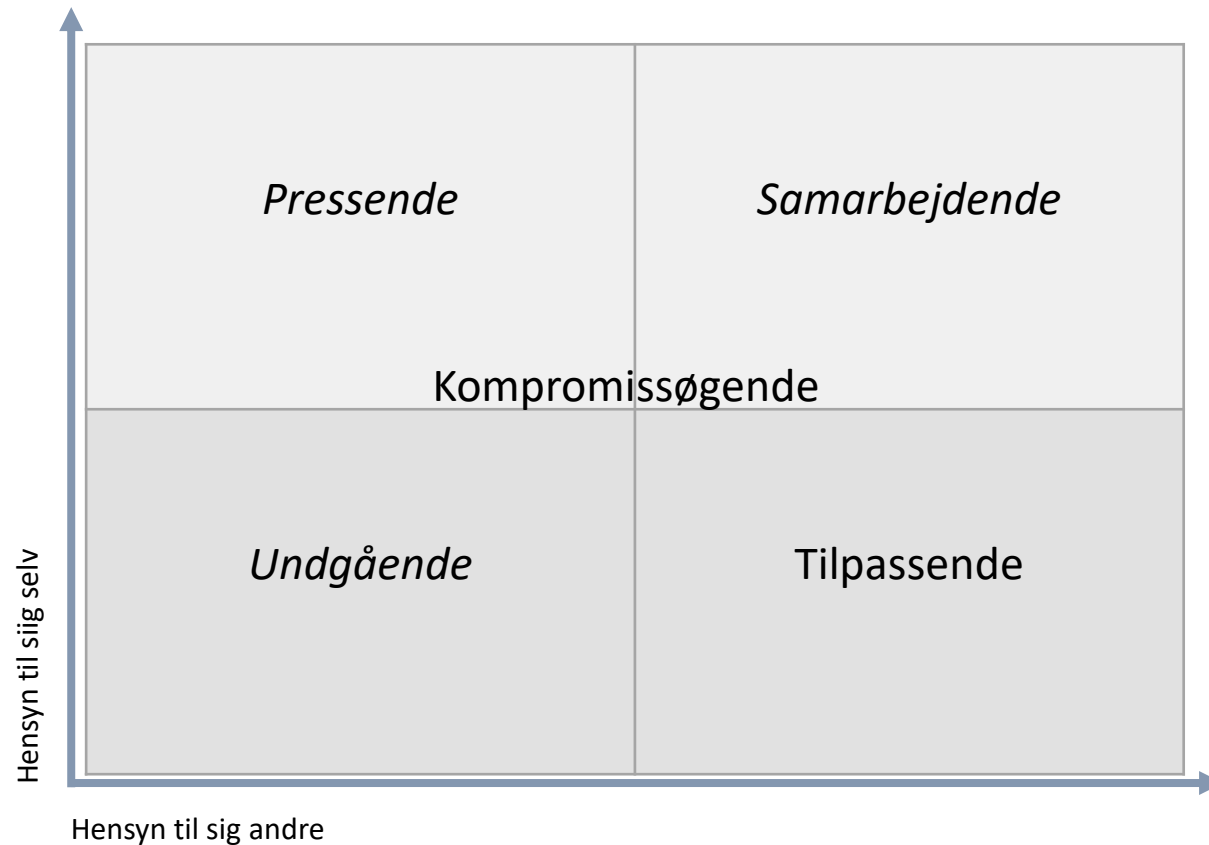 Pressende
Samarbejdende
Kompromissøgende
Undgående
Tilpassende
Hensyn til siig selv
Hensyn til sig andre